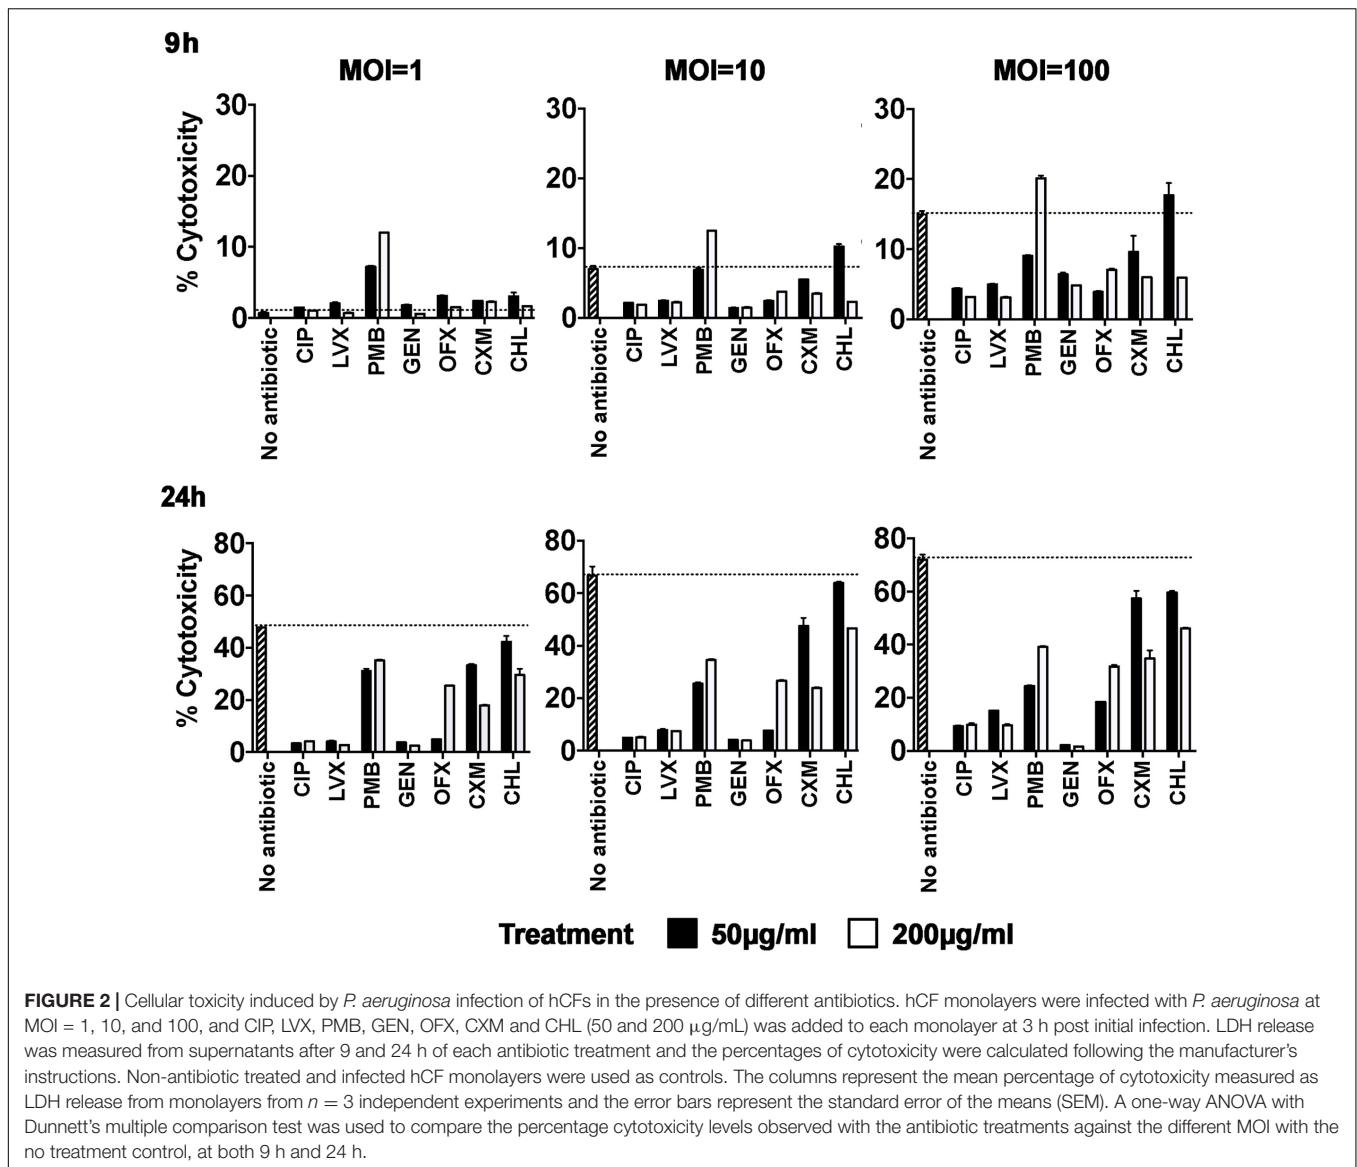 9h
MOI=1 MOI=10 MOI=100
% Cytotoxicity
30 30 30
20 20 20
10 10 10
0 0 0
No antibiotic CIP LVX PMB GEN OFX CXM CHL No antibiotic CIP LVX PMB GEN OFX CXM CHL No antibiotic CIP LVX PMB GEN OFX CXM CHL
24h
% Cytotoxicity
80 80 80
60 60 60
40 40 40
20 20 20
0 0 0
No antibiotic CIP LVX PMB GEN OFX CXM CHL No antibiotic CIP LVX PMB GEN OFX CXM CHL No antibiotic CIP LVX PMB GEN OFX CXM CHL
Treatment 50µg/ml 200µg/ml
FIGURE 2 | Cellular toxicity induced by P. aeruginosa infection of hCFs in the presence of different antibiotics. hCF monolayers were infected with P. aeruginosa at
MOI = 1, 10, and 100, and CIP, LVX, PMB, GEN, OFX, CXM and CHL (50 and 200 µg/mL) was added to each monolayer at 3 h post initial infection. LDH release
was measured from supernatants after 9 and 24 h of each antibiotic treatment and the percentages of cytotoxicity were calculated following the manufacturer's
instructions. Non-antibiotic treated and infected hCF monolayers were used as controls. The columns represent the mean percentage of cytotoxicity measured as
LDH release from monolayers from n = 3 independent experiments and the error bars represent the standard error of the means (SEM). A one-way ANOVA with
Dunnett's multiple comparison test was used to compare the percentage cytotoxicity levels observed with the antibiotic treatments against the different MOI with the
no treatment control, at both 9 h and 24 h.